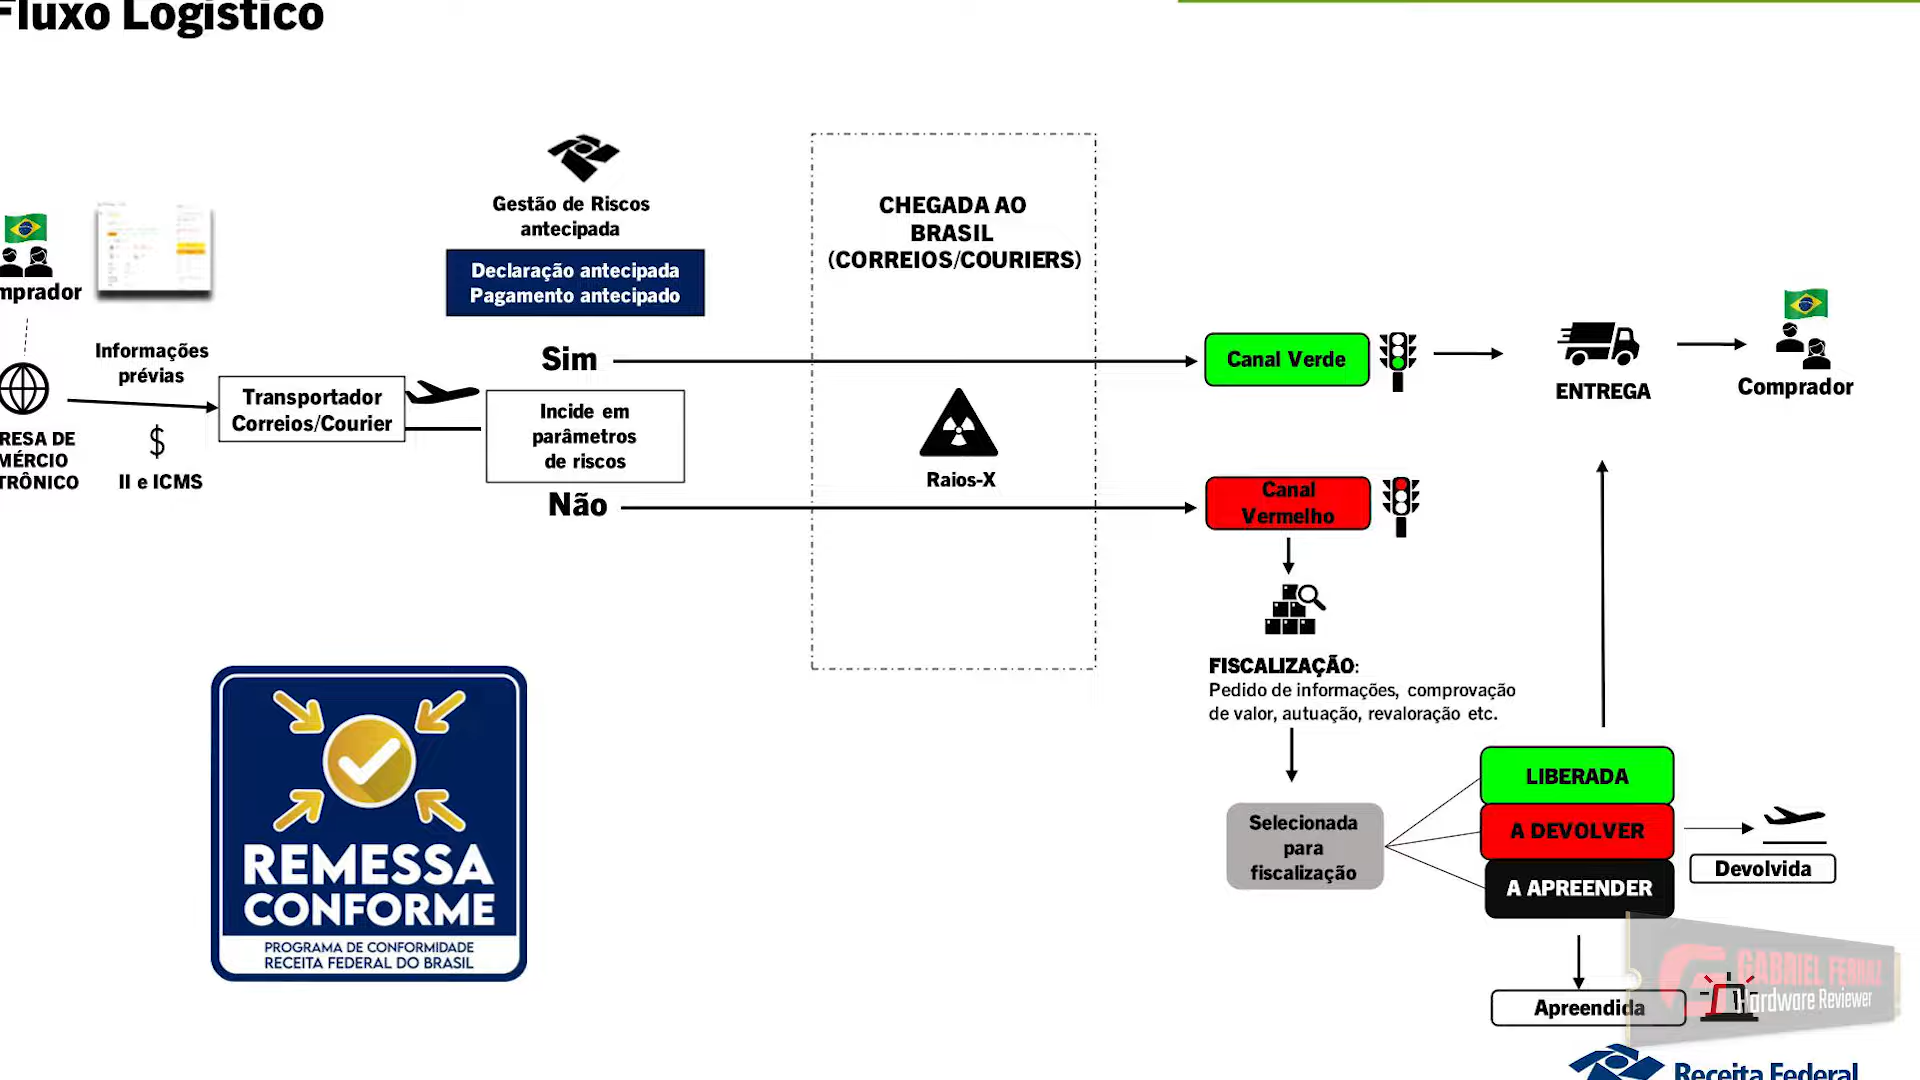 Fluxo Logístico
Gestão de Riscos
antecipada
Declaração antecipada
Pagamento antecipado
CHEGADA AO
BRASIL
(CORREIOS/COURIERS)
mprador
Informações
prévias
RESA DE
MÉRCIO
TRÔNICO
$
II e ICMS
Transportador
Correios/Courier
Sim
Incide em
parâmetros
de riscos
Não
Raios-X
Canal Verde
ENTREGA
Comprador
Canal
Vermelho
FISCALIZAÇÃO:
Pedido de informações, comprovação
de valor, autuação, revaloração etc.
Selecionada
para
fiscalização
LIBERADA
A DEVOLVER
A APREENDER
Devolvida
Apreendida
REMESSA
CONFORME
PROGRAMA DE CONFORMIDADE
RECEITA FEDERAL DO BRASIL
GABRIEL FERRAZ
Hardware Reviewer
Receita Federal